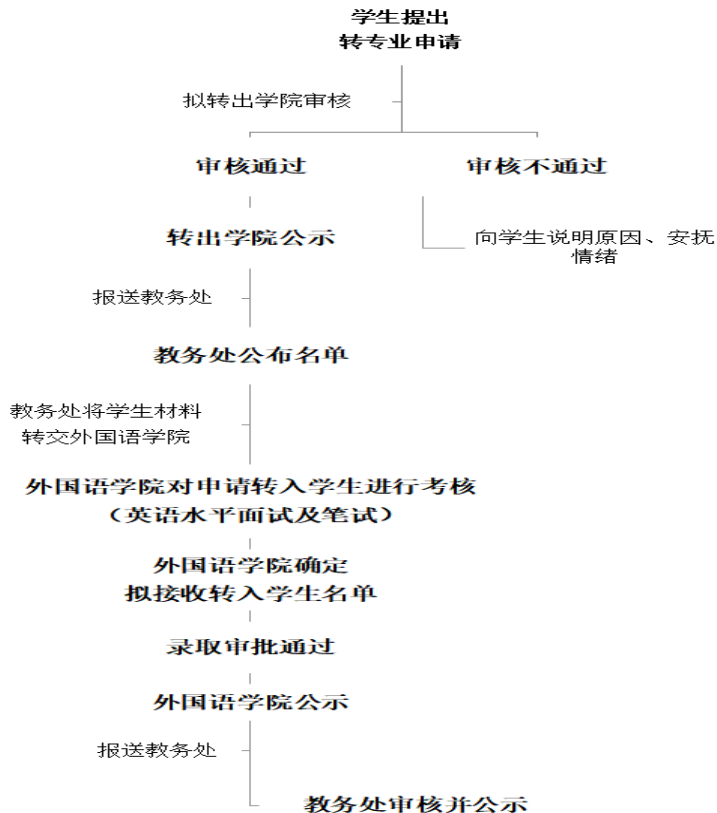 学生提出
转专业申请
拟转出学院审核
审核通过
审核不通过
转出学院公示
向学生说明原因、安抚
情绪
报送教务处
教务处公布名单
教务处将学生材料
转交外国语学院
外国语学院对申请转入学生进行考核
（英语水平面试及笔试）
外国语学院确定
拟接收转入学生名单
录取审批通过
外国语学院公示
报送教务处
教务处审核并公示